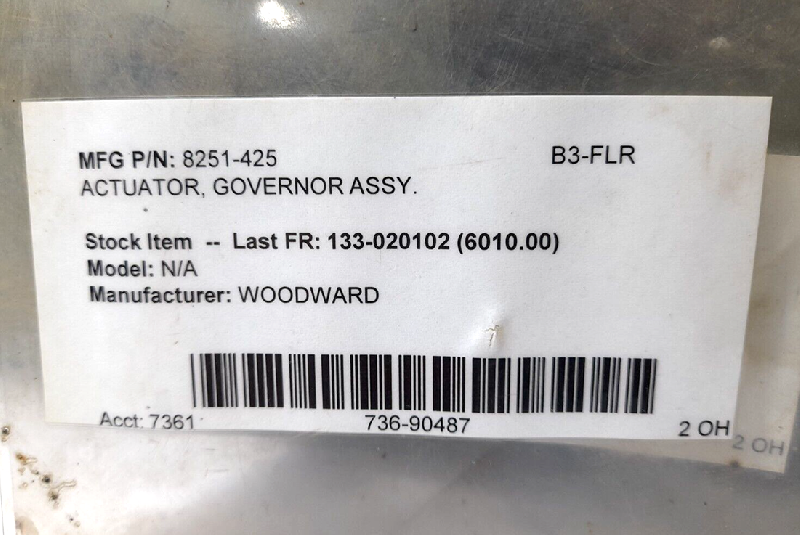 MFG P/N: 8251-425 B3-FLR
ACTUATOR, GOVERNOR ASSY.
Stock Item -- Last FR: 133-020102 (6010.00)
Model: N/A
Manufacturer: WOODWARD
Acct: 7361 736-90487 2 OH
2 OH